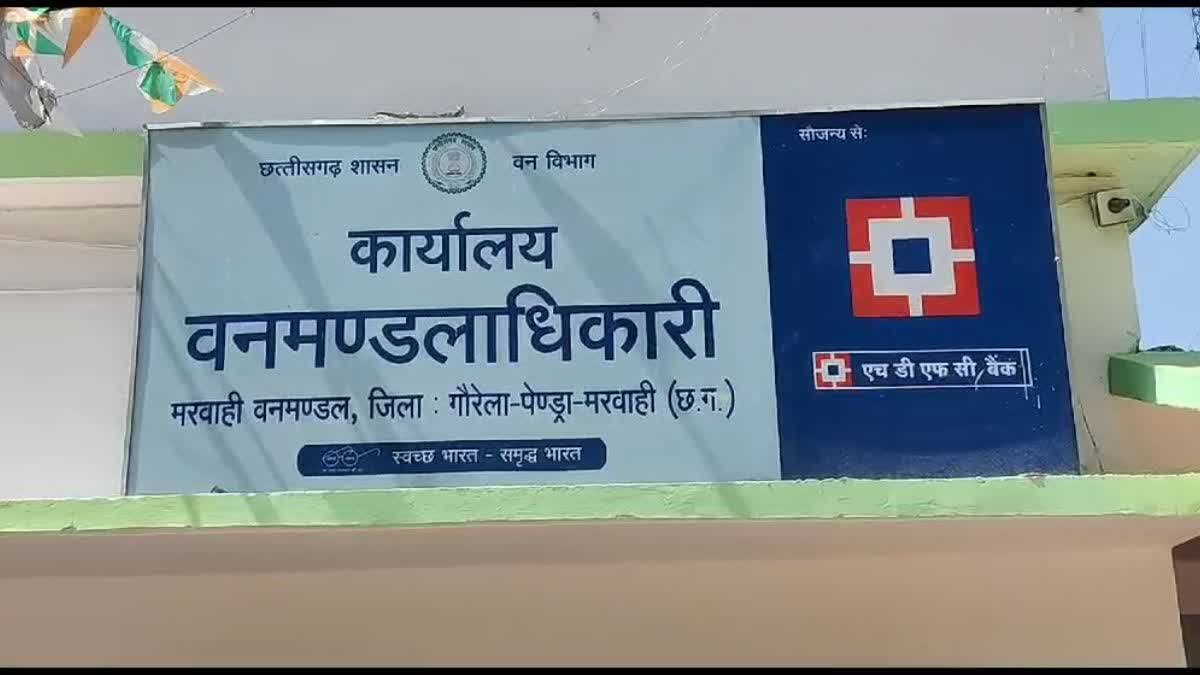 छत्तीसगढ़ शासन वन विभाग
कार्यालय
वनमण्डलाधिकारी
मरवाही वनमण्डल, जिला : गौरेला-पेण्ड्रा-मरवाही (छ.ग.)
स्वच्छ भारत - समृद्ध भारत
सौजन्य से:
एच डी एफ सी बैंक